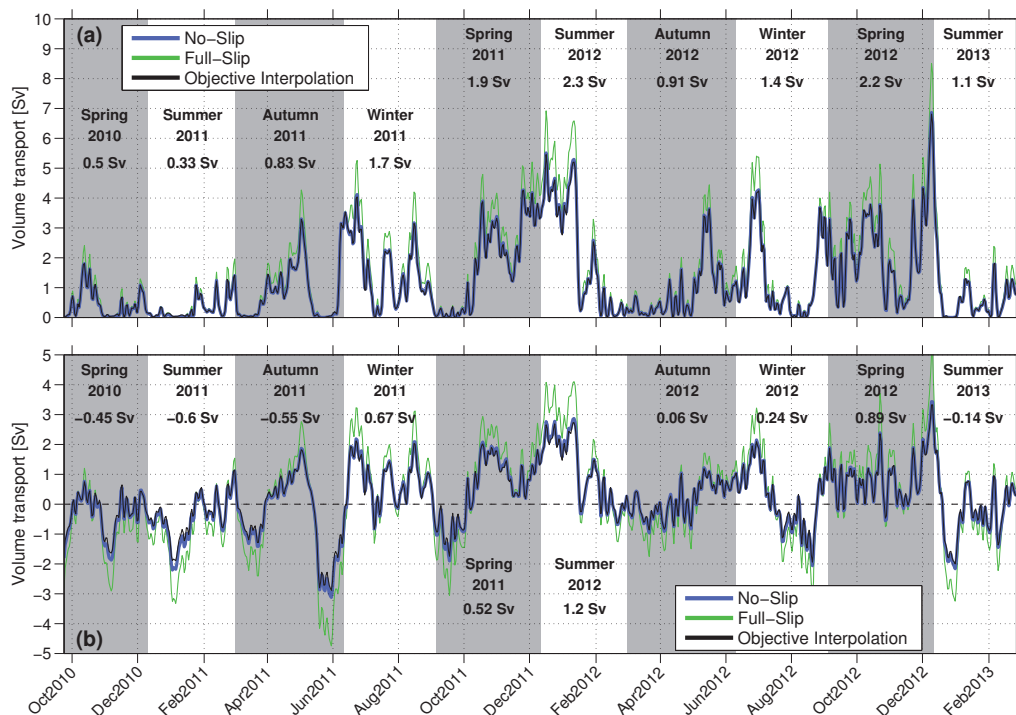 (a)
No-Slip
Full-Slip
Objective Interpolation
Volume transport [Sv]
10
9
8
7
6
5
4
3
2
1
0
Spring
2010
0.5 Sv
Summer
2011
0.33 Sv
Autumn
2011
0.83 Sv
Winter
2011
1.7 Sv
Spring
2011
1.9 Sv
Summer
2012
2.3 Sv
Autumn
2012
0.91 Sv
Winter
2012
1.4 Sv
Spring
2012
2.2 Sv
Summer
2013
1.1 Sv
Volume transport [Sv]
5
4
3
2
1
0
−1
−2
−3
−4
−5
Spring
2010
−0.45 Sv
Summer
2011
−0.6 Sv
Autumn
2011
−0.55 Sv
Winter
2011
0.67 Sv
Spring
2011
0.52 Sv
Summer
2012
1.2 Sv
Autumn
2012
0.06 Sv
Winter
2012
0.24 Sv
Spring
2012
0.89 Sv
Summer
2013
−0.14 Sv
(b)
No-Slip
Full-Slip
Objective Interpolation
Oct2010
Dec2010
Feb2011
Apr2011
Jun2011
Aug2011
Oct2011
Dec2011
Feb2012
Apr2012
Jun2012
Aug2012
Oct2012
Dec2012
Feb2013